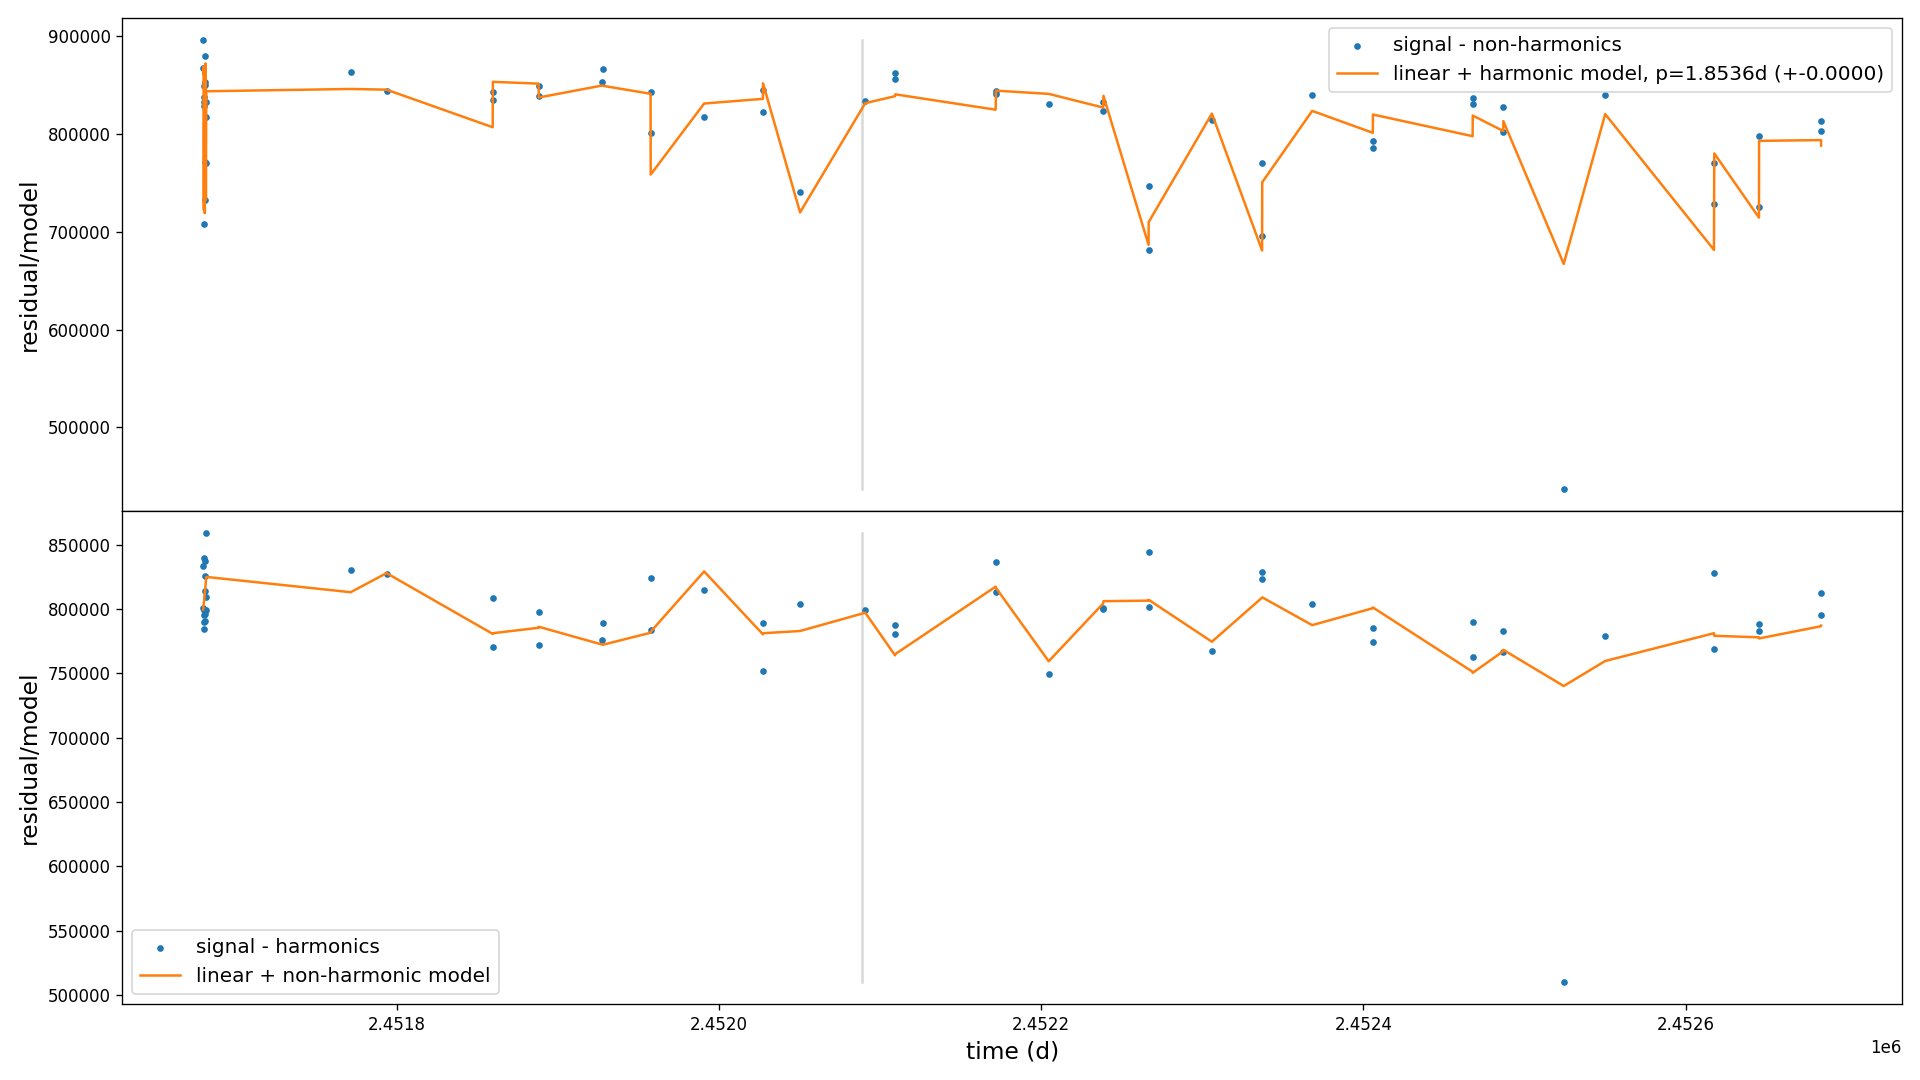 900000
800000
700000
600000
500000
residual/model
signal - non-harmonics
linear + harmonic model, p=1.8536d (+-0.0000)
850000
800000
750000
700000
650000
600000
550000
500000
residual/model
signal - harmonics
linear + non-harmonic model
2.4518
2.4520
2.4522
2.4524
2.4526
time (d)
1e6